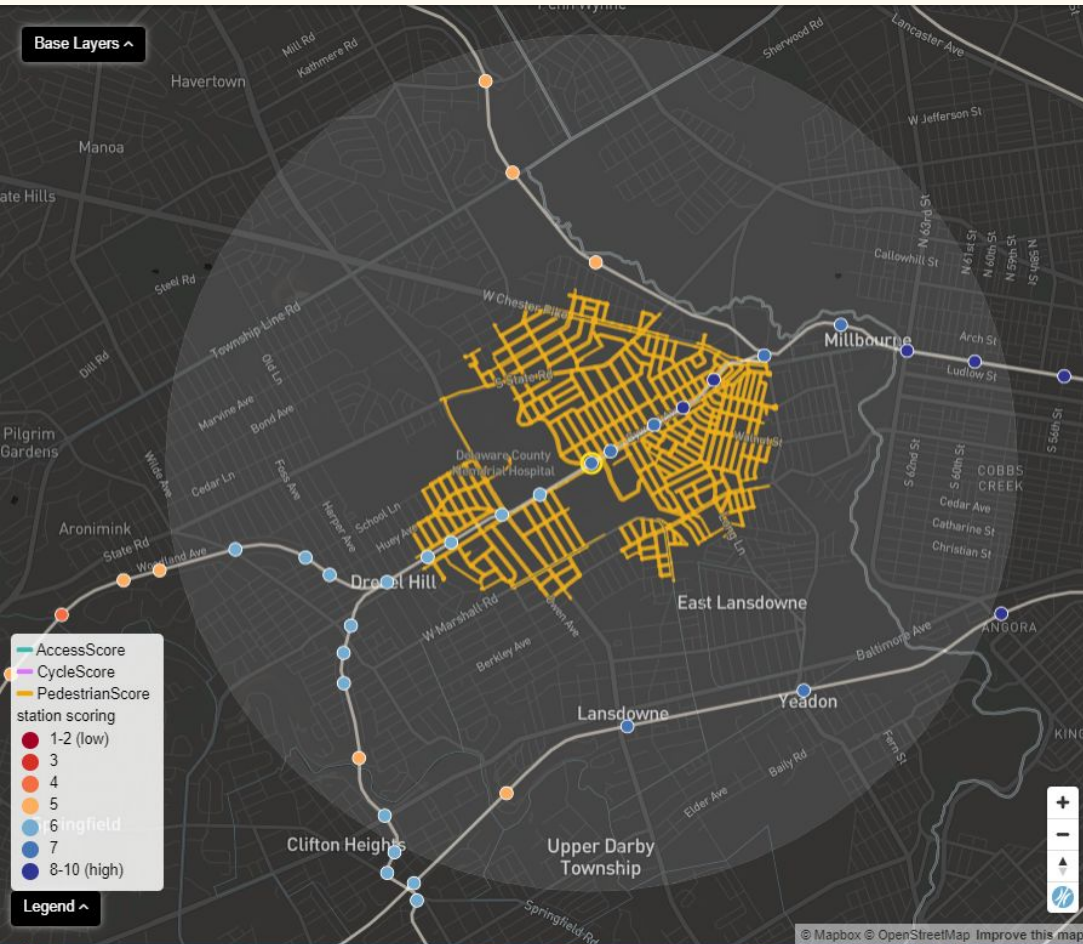 Penn Wynne
Base Layers
Mill Rd
Kathmere Rd
Sherwood Rd
Lancaster Ave
Havertown
W Jefferson St
Manoa
ate Hills
N 63rd St
N 61st St
N 60th St
N 59th St
N 58th St
Callowhill St
Steel Rd
W Chester Pike
Township Line Rd
Millbourne
Arch St
Ludlow St
Dill Rd
Old Ln
S State Rd
Marvine Ave
Bond Ave
S 56th St
Pilgrim
Gardens
Walnut St
Delaware County
Memorial Hospital
Wilde Ave
Cedar Ln
Foss Ave
S 62nd St
S 60th St
COBBS
CREEK
Harper Ave
School Ln
Huey Ave
Cedar Ave
Catharine St
Christian St
Aronimink
State Rd
Woodland Ave
Long Ln
Drexel Hill
East Lansdowne
W Marshall Rd
Owen Ave
Berkley Ave
Baltimore Ave
ANGORA
AccessScore
CycleScore
PedestrianScore
station scoring
1-2 (low)
3
4
5
6
7
8-10 (high)
Springfield
Legend
Lansdowne
Yeadon
Baily Rd
Fern St
KING
Elder Ave
Clifton Heights
Upper Darby
Township
Springfield Rd
© Mapbox © OpenStreetMap Improve this map